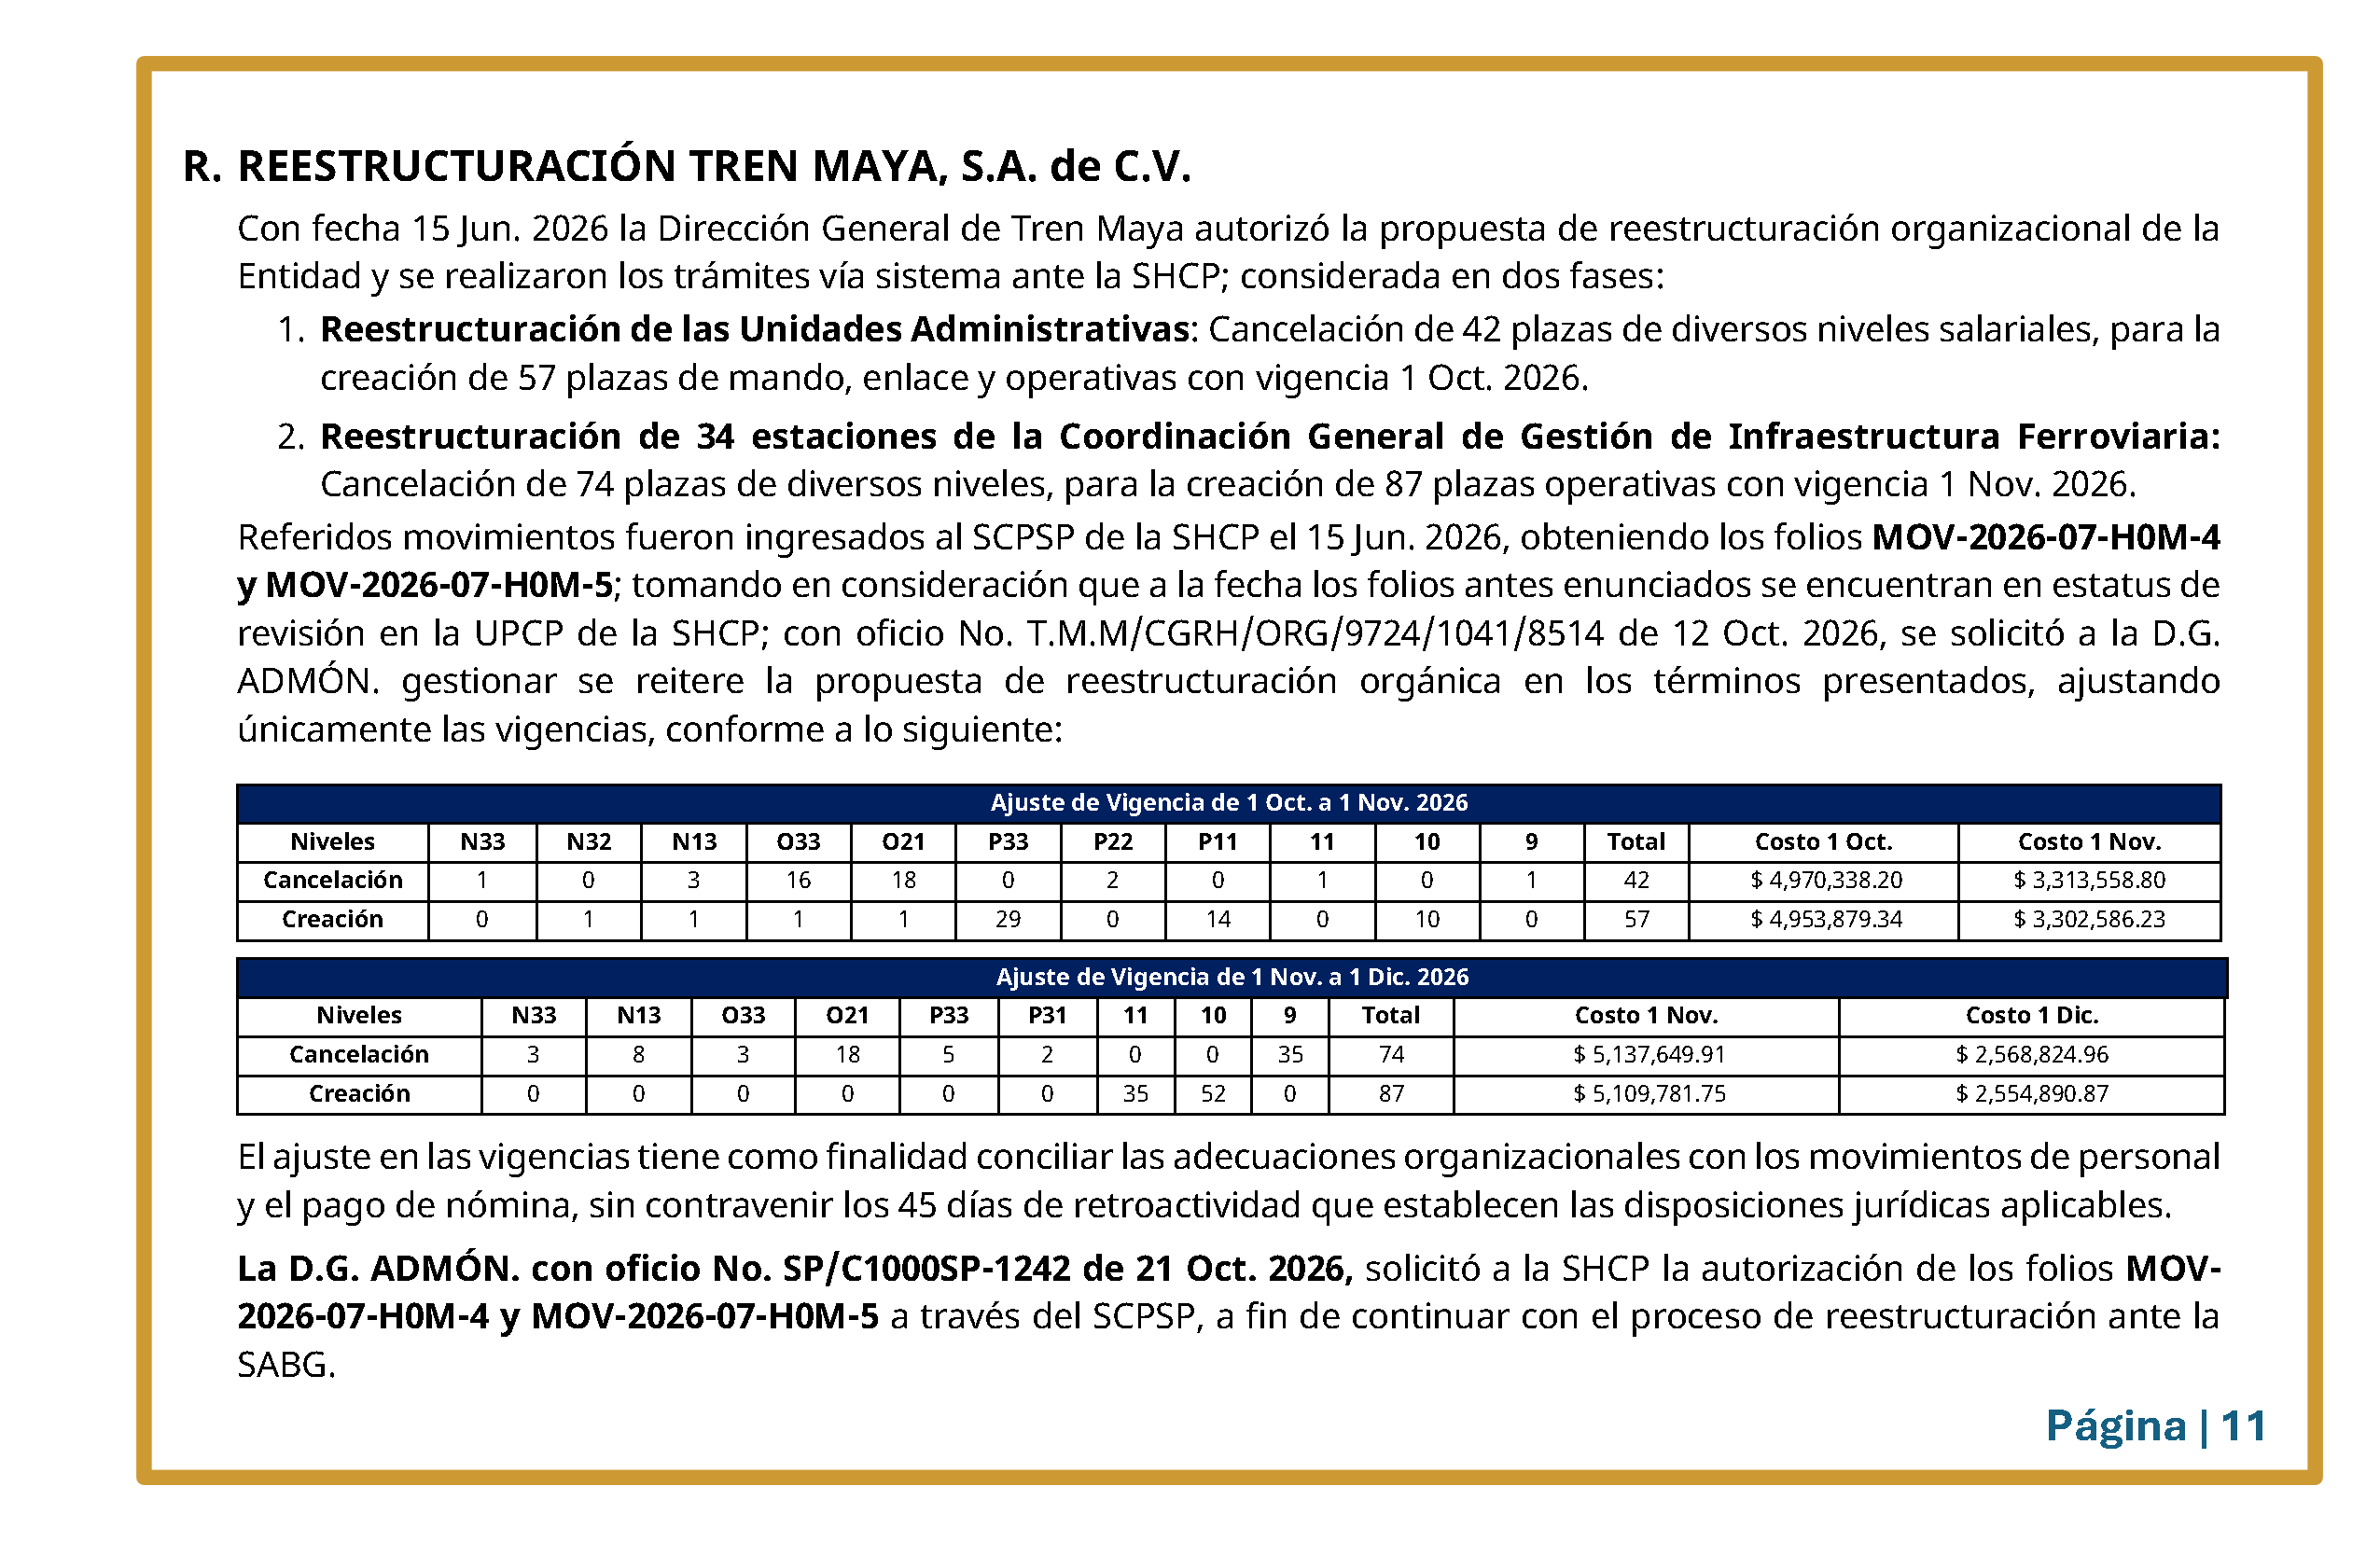 R. REESTRUCTURACIÓN TREN MAYA, S.A. de C.V.
Con fecha 15 Jun. 2026 la Dirección General de Tren Maya autorizó la propuesta de reestructuración organizacional de la
Entidad y se realizaron los trámites vía sistema ante la SHCP; considerada en dos fases:
1. Reestructuración de las Unidades Administrativas: Cancelación de 42 plazas de diversos niveles salariales, para la
creación de 57 plazas de mando, enlace y operativas con vigencia 1 Oct. 2026.
2. Reestructuración de 34 estaciones de la Coordinación General de Gestión de Infraestructura Ferroviaria:
Cancelación de 74 plazas de diversos niveles, para la creación de 87 plazas operativas con vigencia 1 Nov. 2026.
Referidos movimientos fueron ingresados al SCPSP de la SHCP el 15 Jun. 2026, obteniendo los folios MOV-2026-07-H0M-4
y MOV-2026-07-H0M-5; tomando en consideración que a la fecha los folios antes enunciados se encuentran en estatus de
revisión en la UPCP de la SHCP; con oficio No. T.M.M/CGRH/ORG/9724/1041/8514 de 12 Oct. 2026, se solicitó a la D.G.
ADMÓN. gestionar se reitere la propuesta de reestructuración orgánica en los términos presentados, ajustando
únicamente las vigencias, conforme a lo siguiente:
Ajuste de Vigencia de 1 Oct. a 1 Nov. 2026
Niveles N33 N32 N13 O33 O21 P33 P22 P11 11 10 9 Total Costo 1 Oct. Costo 1 Nov.
Cancelación 1 0 3 16 18 0 2 0 1 0 1 42 $ 4,970,338.20 $ 3,313,558.80
Creación 0 1 1 1 1 29 0 14 0 10 0 57 $ 4,953,879.34 $ 3,302,586.23
Ajuste de Vigencia de 1 Nov. a 1 Dic. 2026
Niveles N33 N13 O33 O21 P33 P31 11 10 9 Total Costo 1 Nov. Costo 1 Dic.
Cancelación 3 8 3 18 5 2 0 0 35 74 $ 5,137,649.91 $ 2,568,824.96
Creación 0 0 0 0 0 0 35 52 0 87 $ 5,109,781.75 $ 2,554,890.87
El ajuste en las vigencias tiene como finalidad conciliar las adecuaciones organizacionales con los movimientos de personal
y el pago de nómina, sin contravenir los 45 días de retroactividad que establecen las disposiciones jurídicas aplicables.
La D.G. ADMÓN. con oficio No. SP/C1000SP-1242 de 21 Oct. 2026, solicitó a la SHCP la autorización de los folios MOV-
2026-07-H0M-4 y MOV-2026-07-H0M-5 a través del SCPSP, a fin de continuar con el proceso de reestructuración ante la
SABG.
Página | 11